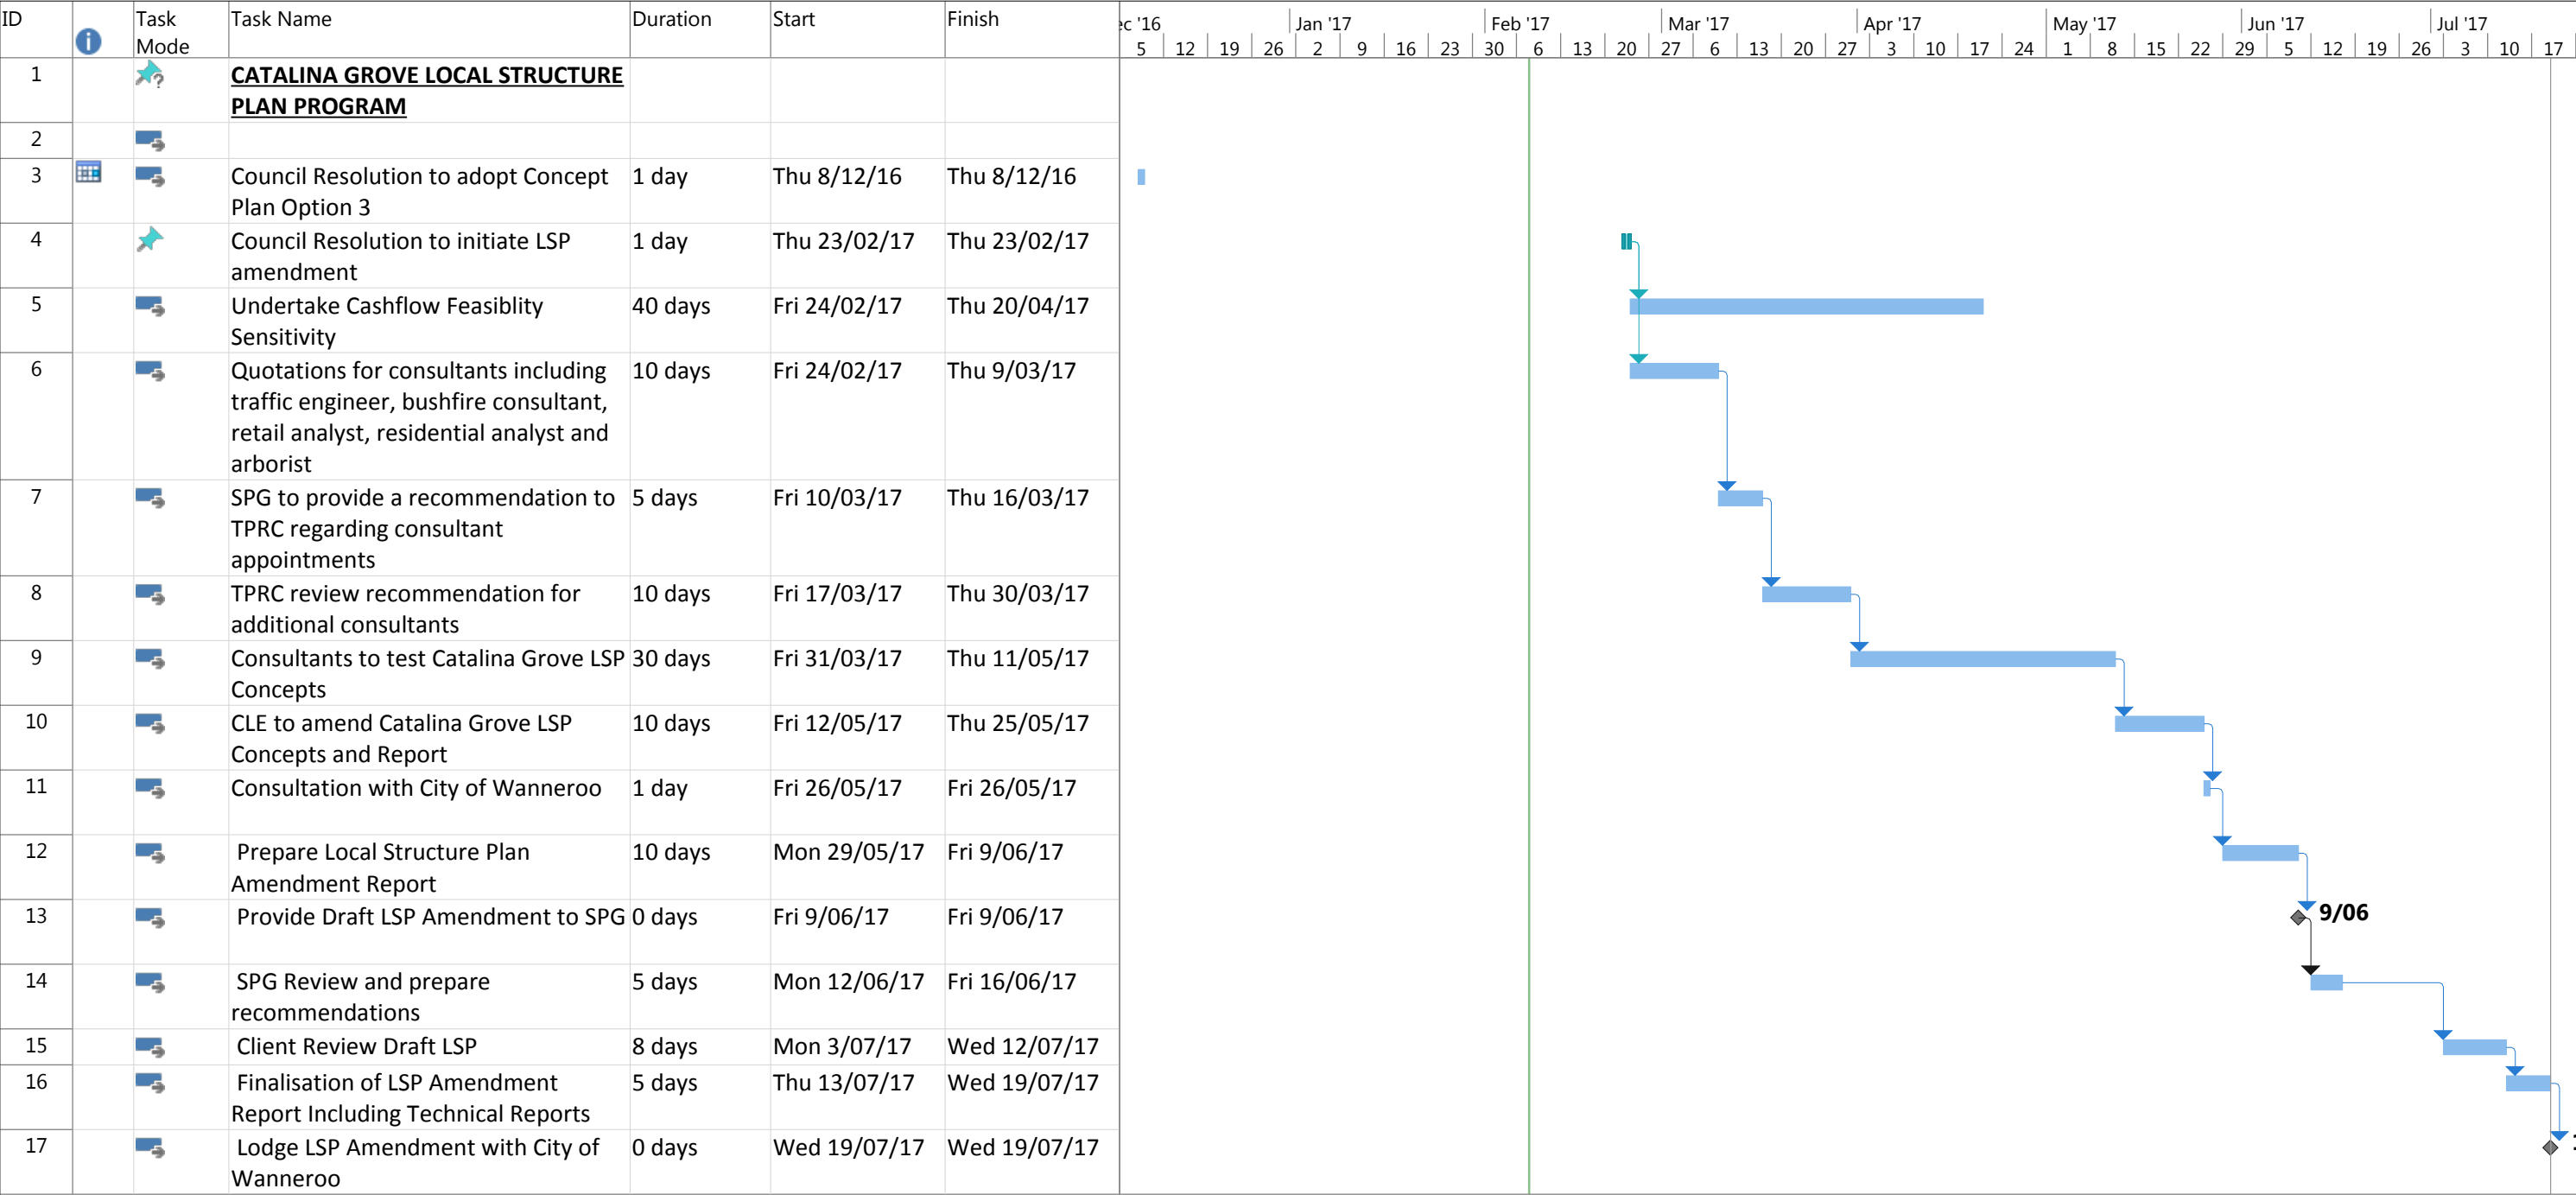 ID Task Mode Task Name Duration Start Finish
ec '16 Jan '17 Feb '17 Mar '17 Apr '17 May '17 Jun '17 Jul '17
5 12 19 26 2 9 16 23 30 6 13 20 27 6 13 20 27 3 10 17 24 1 8 15 22 29 5 12 19 26 3 10 17
1 CATALINA GROVE LOCAL STRUCTURE
PLAN PROGRAM
2
3 Council Resolution to adopt Concept 1 day Thu 8/12/16 Thu 8/12/16
Plan Option 3
4 Council Resolution to initiate LSP 1 day Thu 23/02/17 Thu 23/02/17
amendment
5 Undertake Cashflow Feasiblity 40 days Fri 24/02/17 Thu 20/04/17
Sensitivity
6 Quotations for consultants including 10 days Fri 24/02/17 Thu 9/03/17
traffic engineer, bushfire consultant,
retail analyst, residential analyst and
arborist
7 SPG to provide a recommendation to 5 days Fri 10/03/17 Thu 16/03/17
TPRC regarding consultant
appointments
8 TPRC review recommendation for 10 days Fri 17/03/17 Thu 30/03/17
additional consultants
9 Consultants to test Catalina Grove LSP 30 days Fri 31/03/17 Thu 11/05/17
Concepts
10 CLE to amend Catalina Grove LSP 10 days Fri 12/05/17 Thu 25/05/17
Concepts and Report
11 Consultation with City of Wanneroo 1 day Fri 26/05/17 Fri 26/05/17
12 Prepare Local Structure Plan 10 days Mon 29/05/17 Fri 9/06/17
Amendment Report
13 Provide Draft LSP Amendment to SPG 0 days Fri 9/06/17 Fri 9/06/17 9/06
14 SPG Review and prepare 5 days Mon 12/06/17 Fri 16/06/17
recommendations
15 Client Review Draft LSP 8 days Mon 3/07/17 Wed 12/07/17
16 Finalisation of LSP Amendment 5 days Thu 13/07/17 Wed 19/07/17
Report Including Technical Reports
17 Lodge LSP Amendment with City of 0 days Wed 19/07/17 Wed 19/07/17
Wanneroo